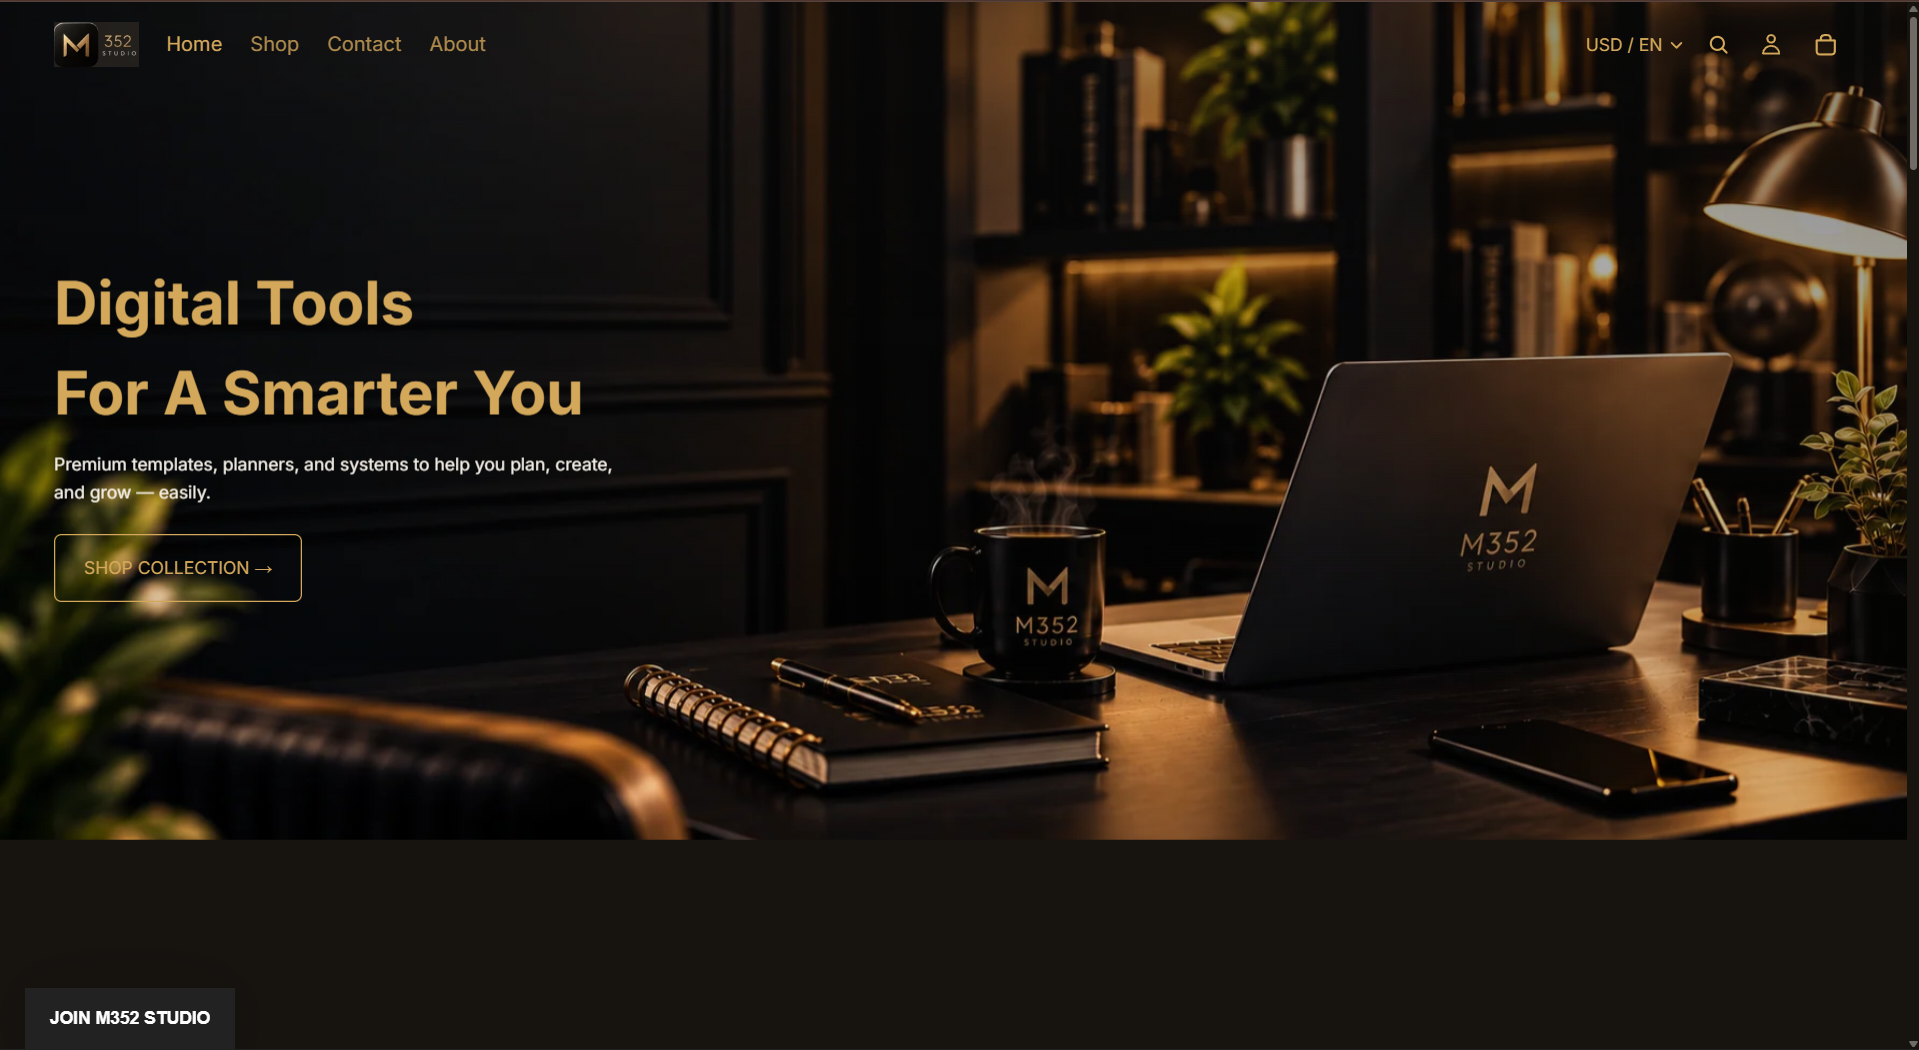 M 352
STUDIO
Home
Shop
Contact
About
USD / EN
Digital Tools
For A Smarter You
Premium templates, planners, and systems to help you plan, create,
and grow — easily.
SHOP COLLECTION →
M
M352
STUDIO
M
M352
STUDIO
JOIN M352 STUDIO